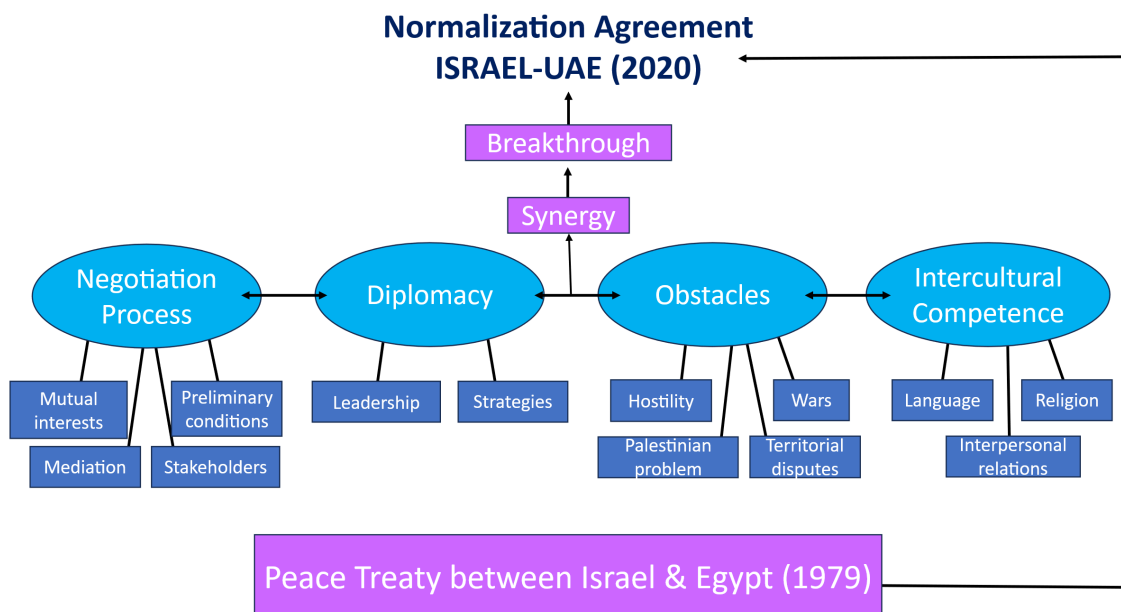 Normalization Agreement
ISRAEL-UAE (2020)
Breakthrough
Synergy
Negotiation
Process
Diplomacy
Obstacles
Intercultural
Competence
Mutual
interests
Preliminary
conditions
Mediation
Stakeholders
Leadership
Strategies
Hostility
Wars
Palestinian
problem
Territorial
disputes
Language
Religion
Interpersonal
relations
Peace Treaty between Israel & Egypt (1979)